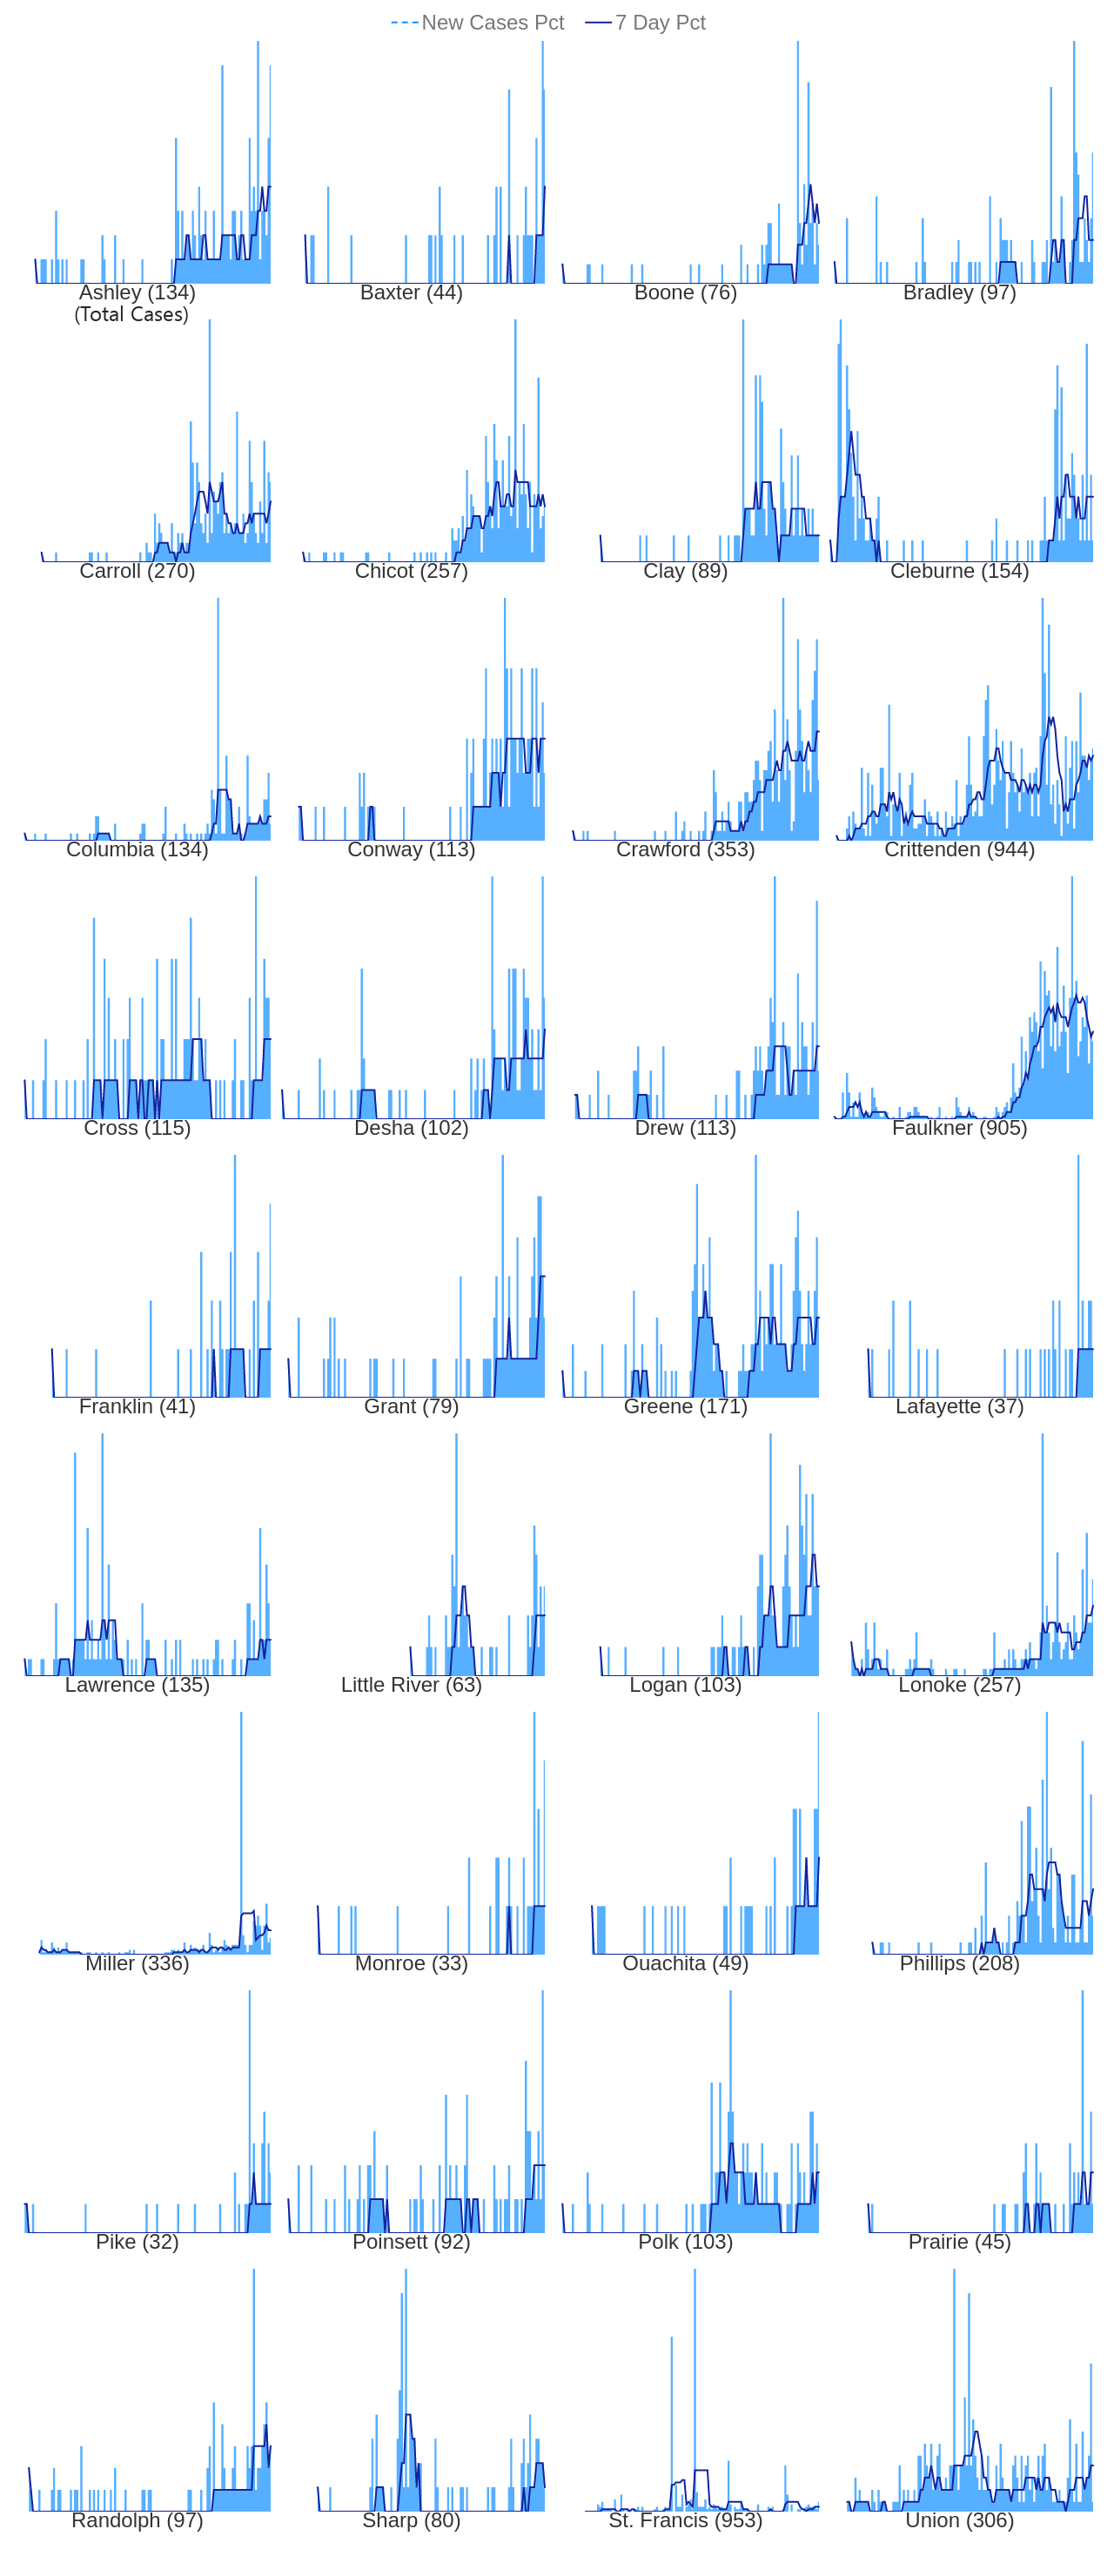 New Cases Pct 7 Day Pct
Ashley (134) Baxter (44) Boone (76) Bradley (97)
(Total Cases)
Carroll (270) Chicot (257) Clay (89) Cleburne (154)
Columbia (134) Conway (113) Crawford (353) Crittenden (944)
Cross (115) Desha (102) Drew (113) Faulkner (905)
Franklin (41) Grant (79) Greene (171) Lafayette (37)
Lawrence (135) Little River (63) Logan (103) Lonoke (257)
Miller (336) Monroe (33) Ouachita (49) Phillips (208)
Pike (32) Poinsett (92) Polk (103) Prairie (45)
Randolph (97) Sharp (80) St. Francis (953) Union (306)